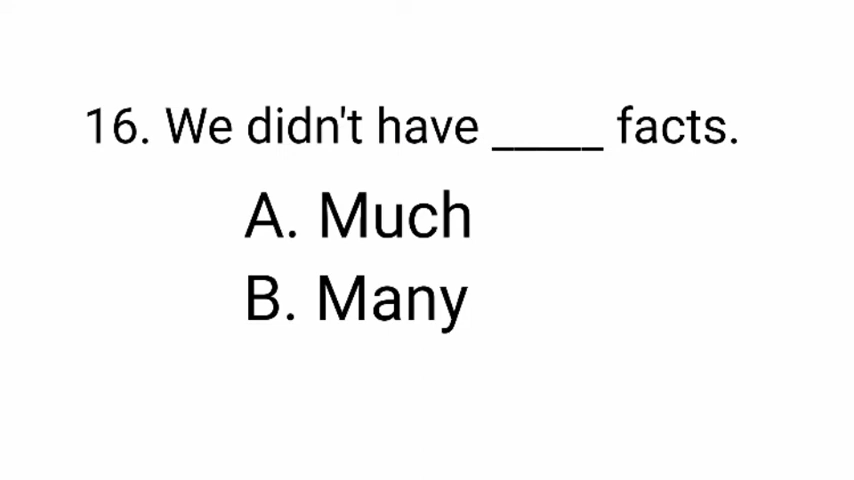 16. We didn't have _____ facts.
A. Much
B. Many